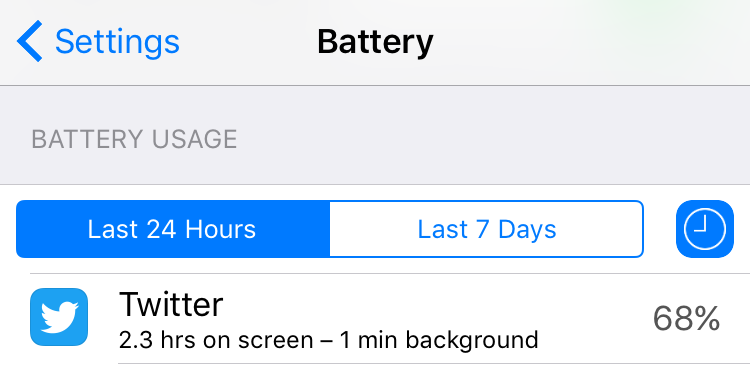 Settings
Battery
BATTERY USAGE
Last 24 Hours
Last 7 Days
Twitter
68%
2.3 hrs on screen – 1 min background